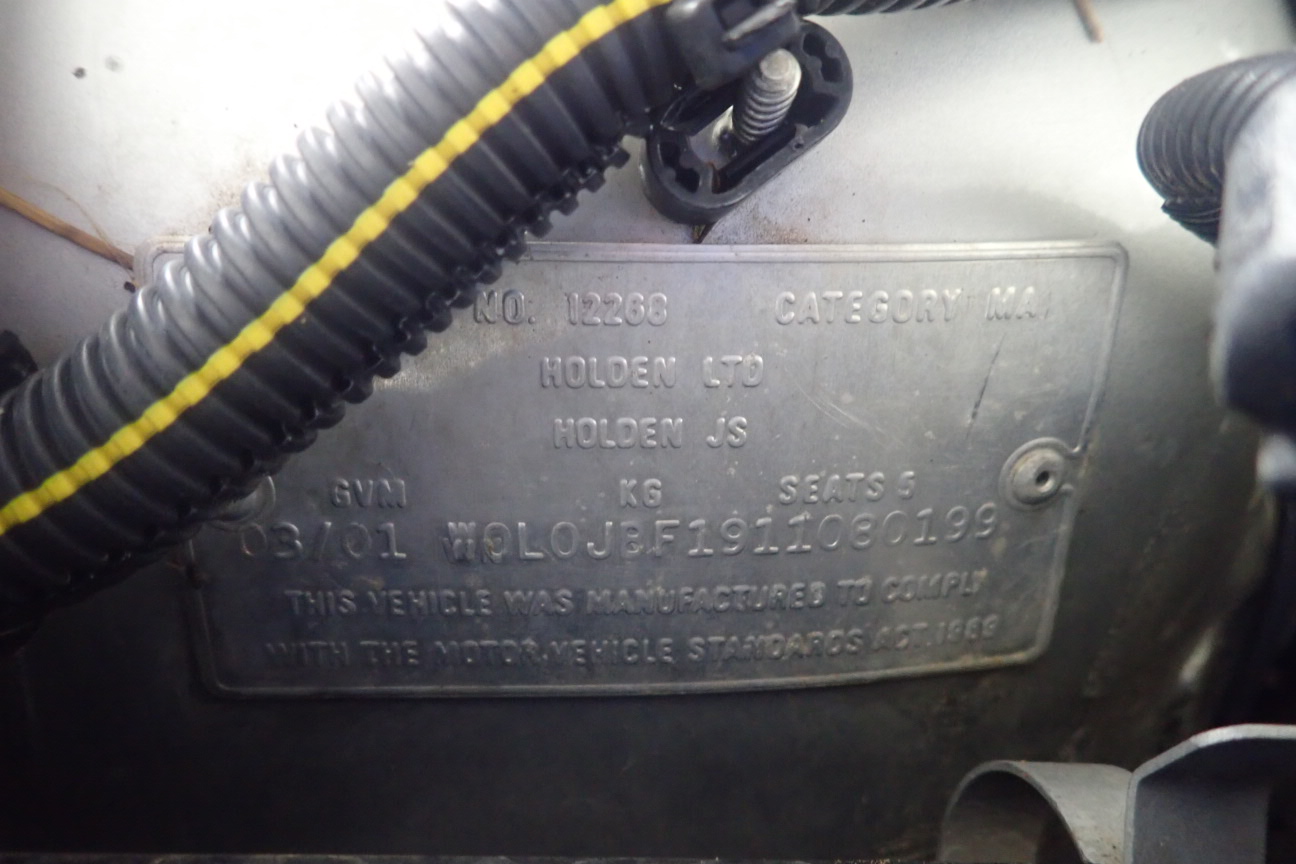 NO. 12268 CATEGORY MA
HOLDEN LTD
HOLDEN JS
GVM KG SEATS 5
03/01 W0L0JBF1911080199
THIS VEHICLE WAS MANUFACTURED TO COMPLY
WITH THE MOTOR VEHICLE STANDARDS ACT 1989